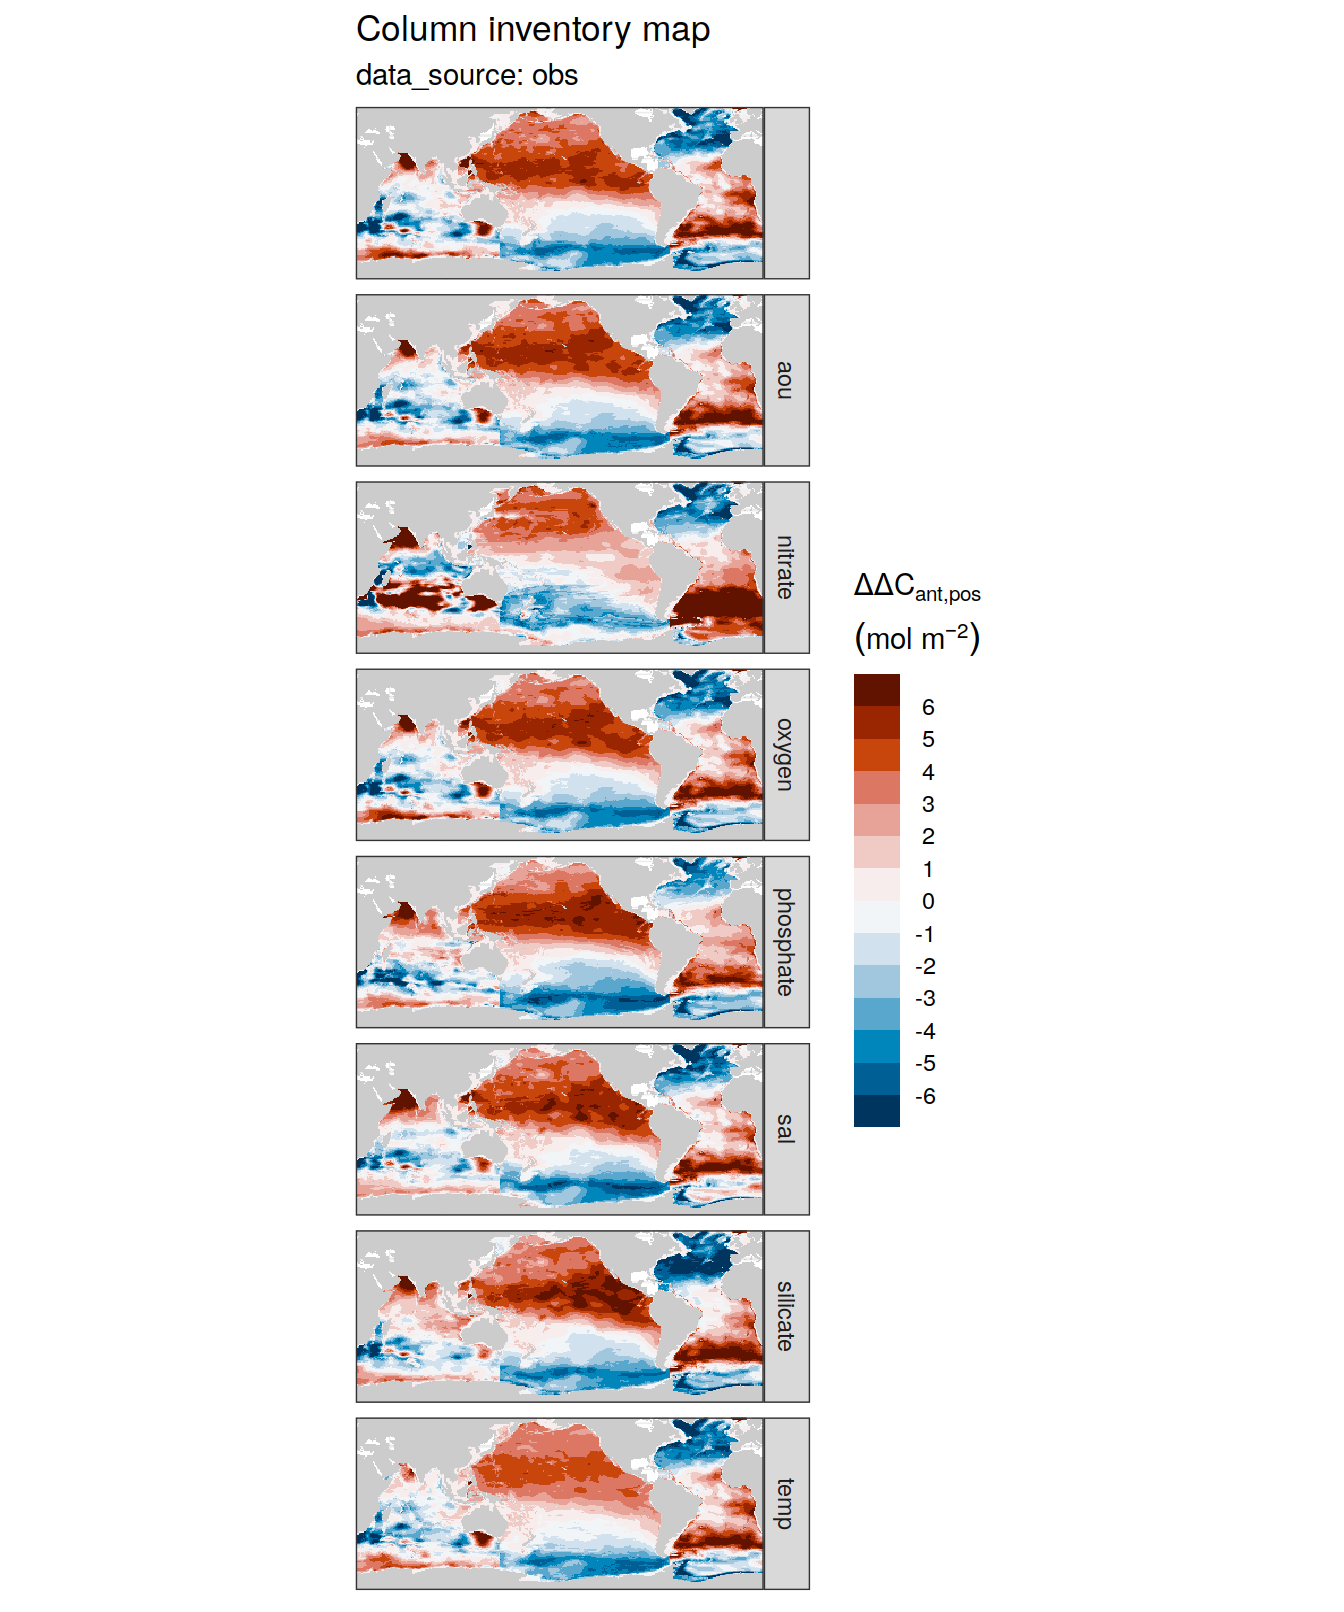 Column inventory map
data_source: obs
aou
nitrate
oxygen
phosphate
sal
sillicate
temp
ΔΔCant,pos
(mol m−2)
6
5
4
3
2
1
0
-1
-2
-3
-4
-5
-6